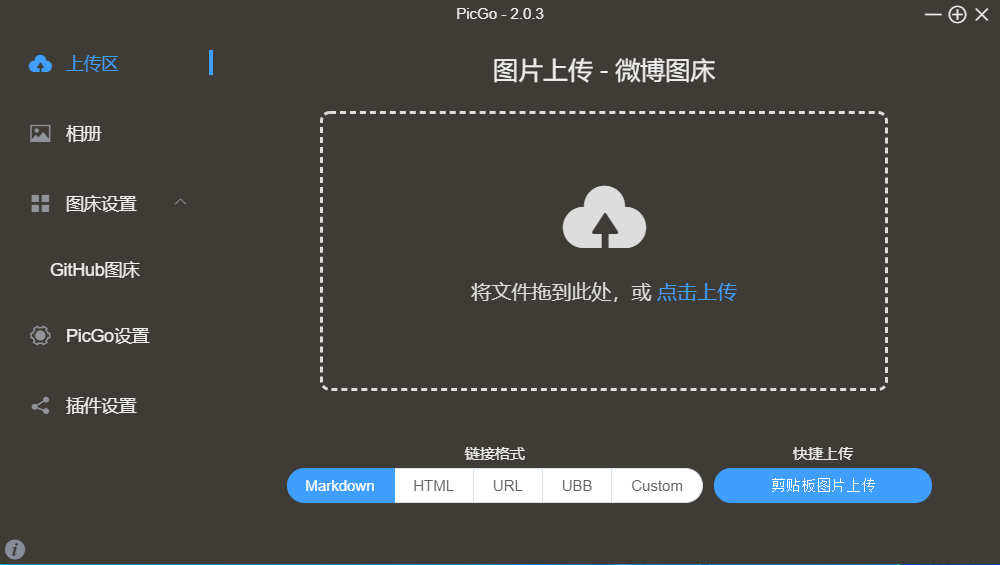 PicGo - 2.0.3
上传区
相册
图床设置
GitHub图床
PicGo设置
插件设置
图片上传 - 微博图床
将文件拖到此处，或 点击上传
链接格式
Markdown HTML URL UBB Custom
快捷上传
剪贴板图片上传
i